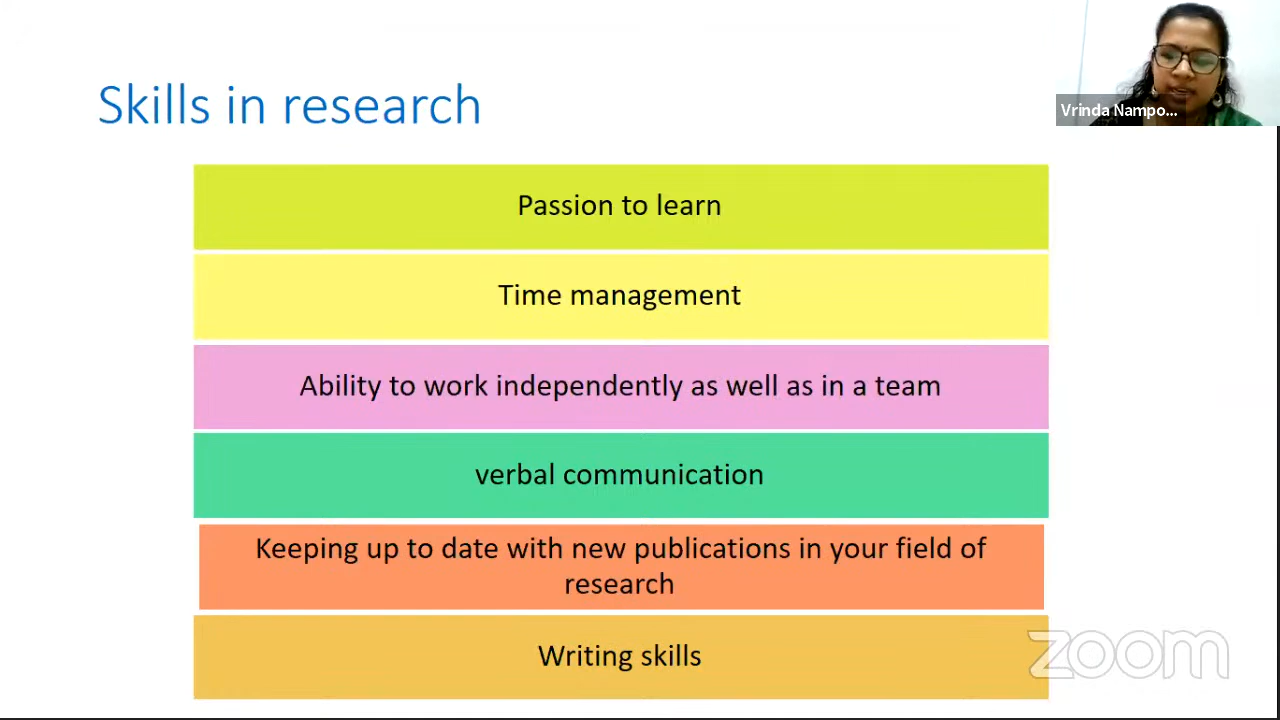 Skills in research
Vrinda Nampo...
Passion to learn
Time management
Ability to work independently as well as in a team
verbal communication
Keeping up to date with new publications in your field of
research
Writing skills
zoom